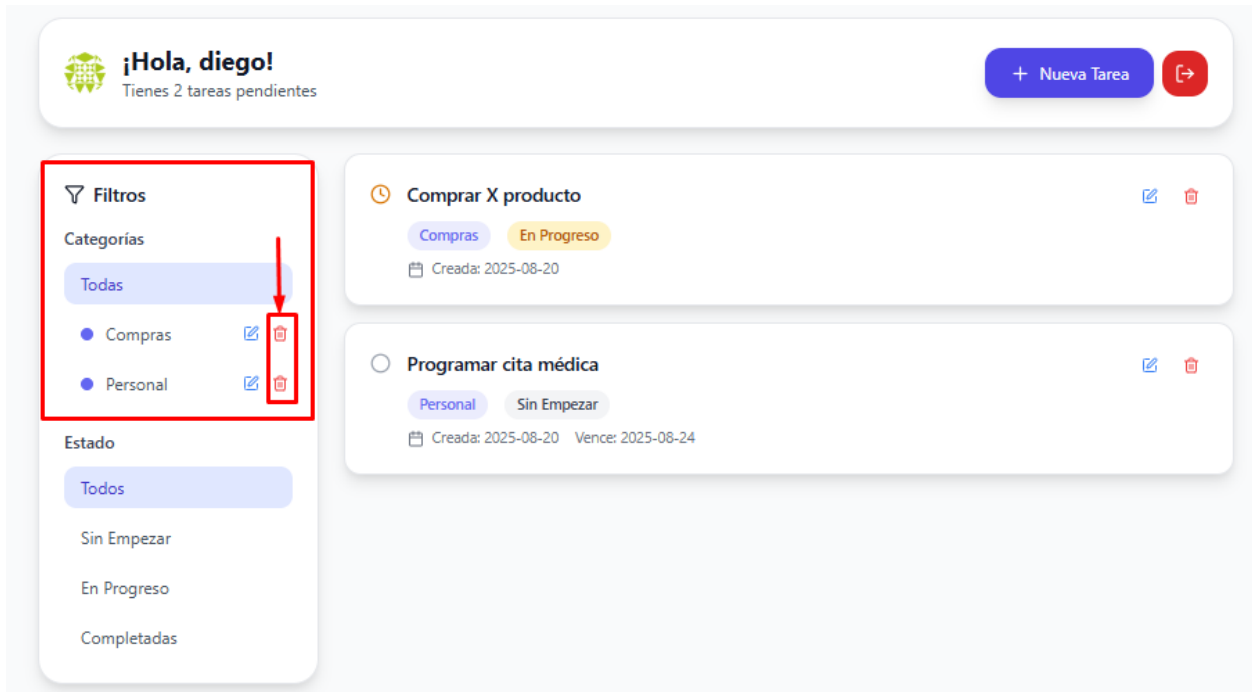 ¡Hola, diego!
Tienes 2 tareas pendientes
+ Nueva Tarea
Filtros
Categorías
Todas
Compras
Personal
Estado
Todos
Sin Empezar
En Progreso
Completadas
Comprar X producto
Compras En Progreso
Creada: 2025-08-20
Programar cita médica
Personal Sin Empezar
Creada: 2025-08-20 Vence: 2025-08-24